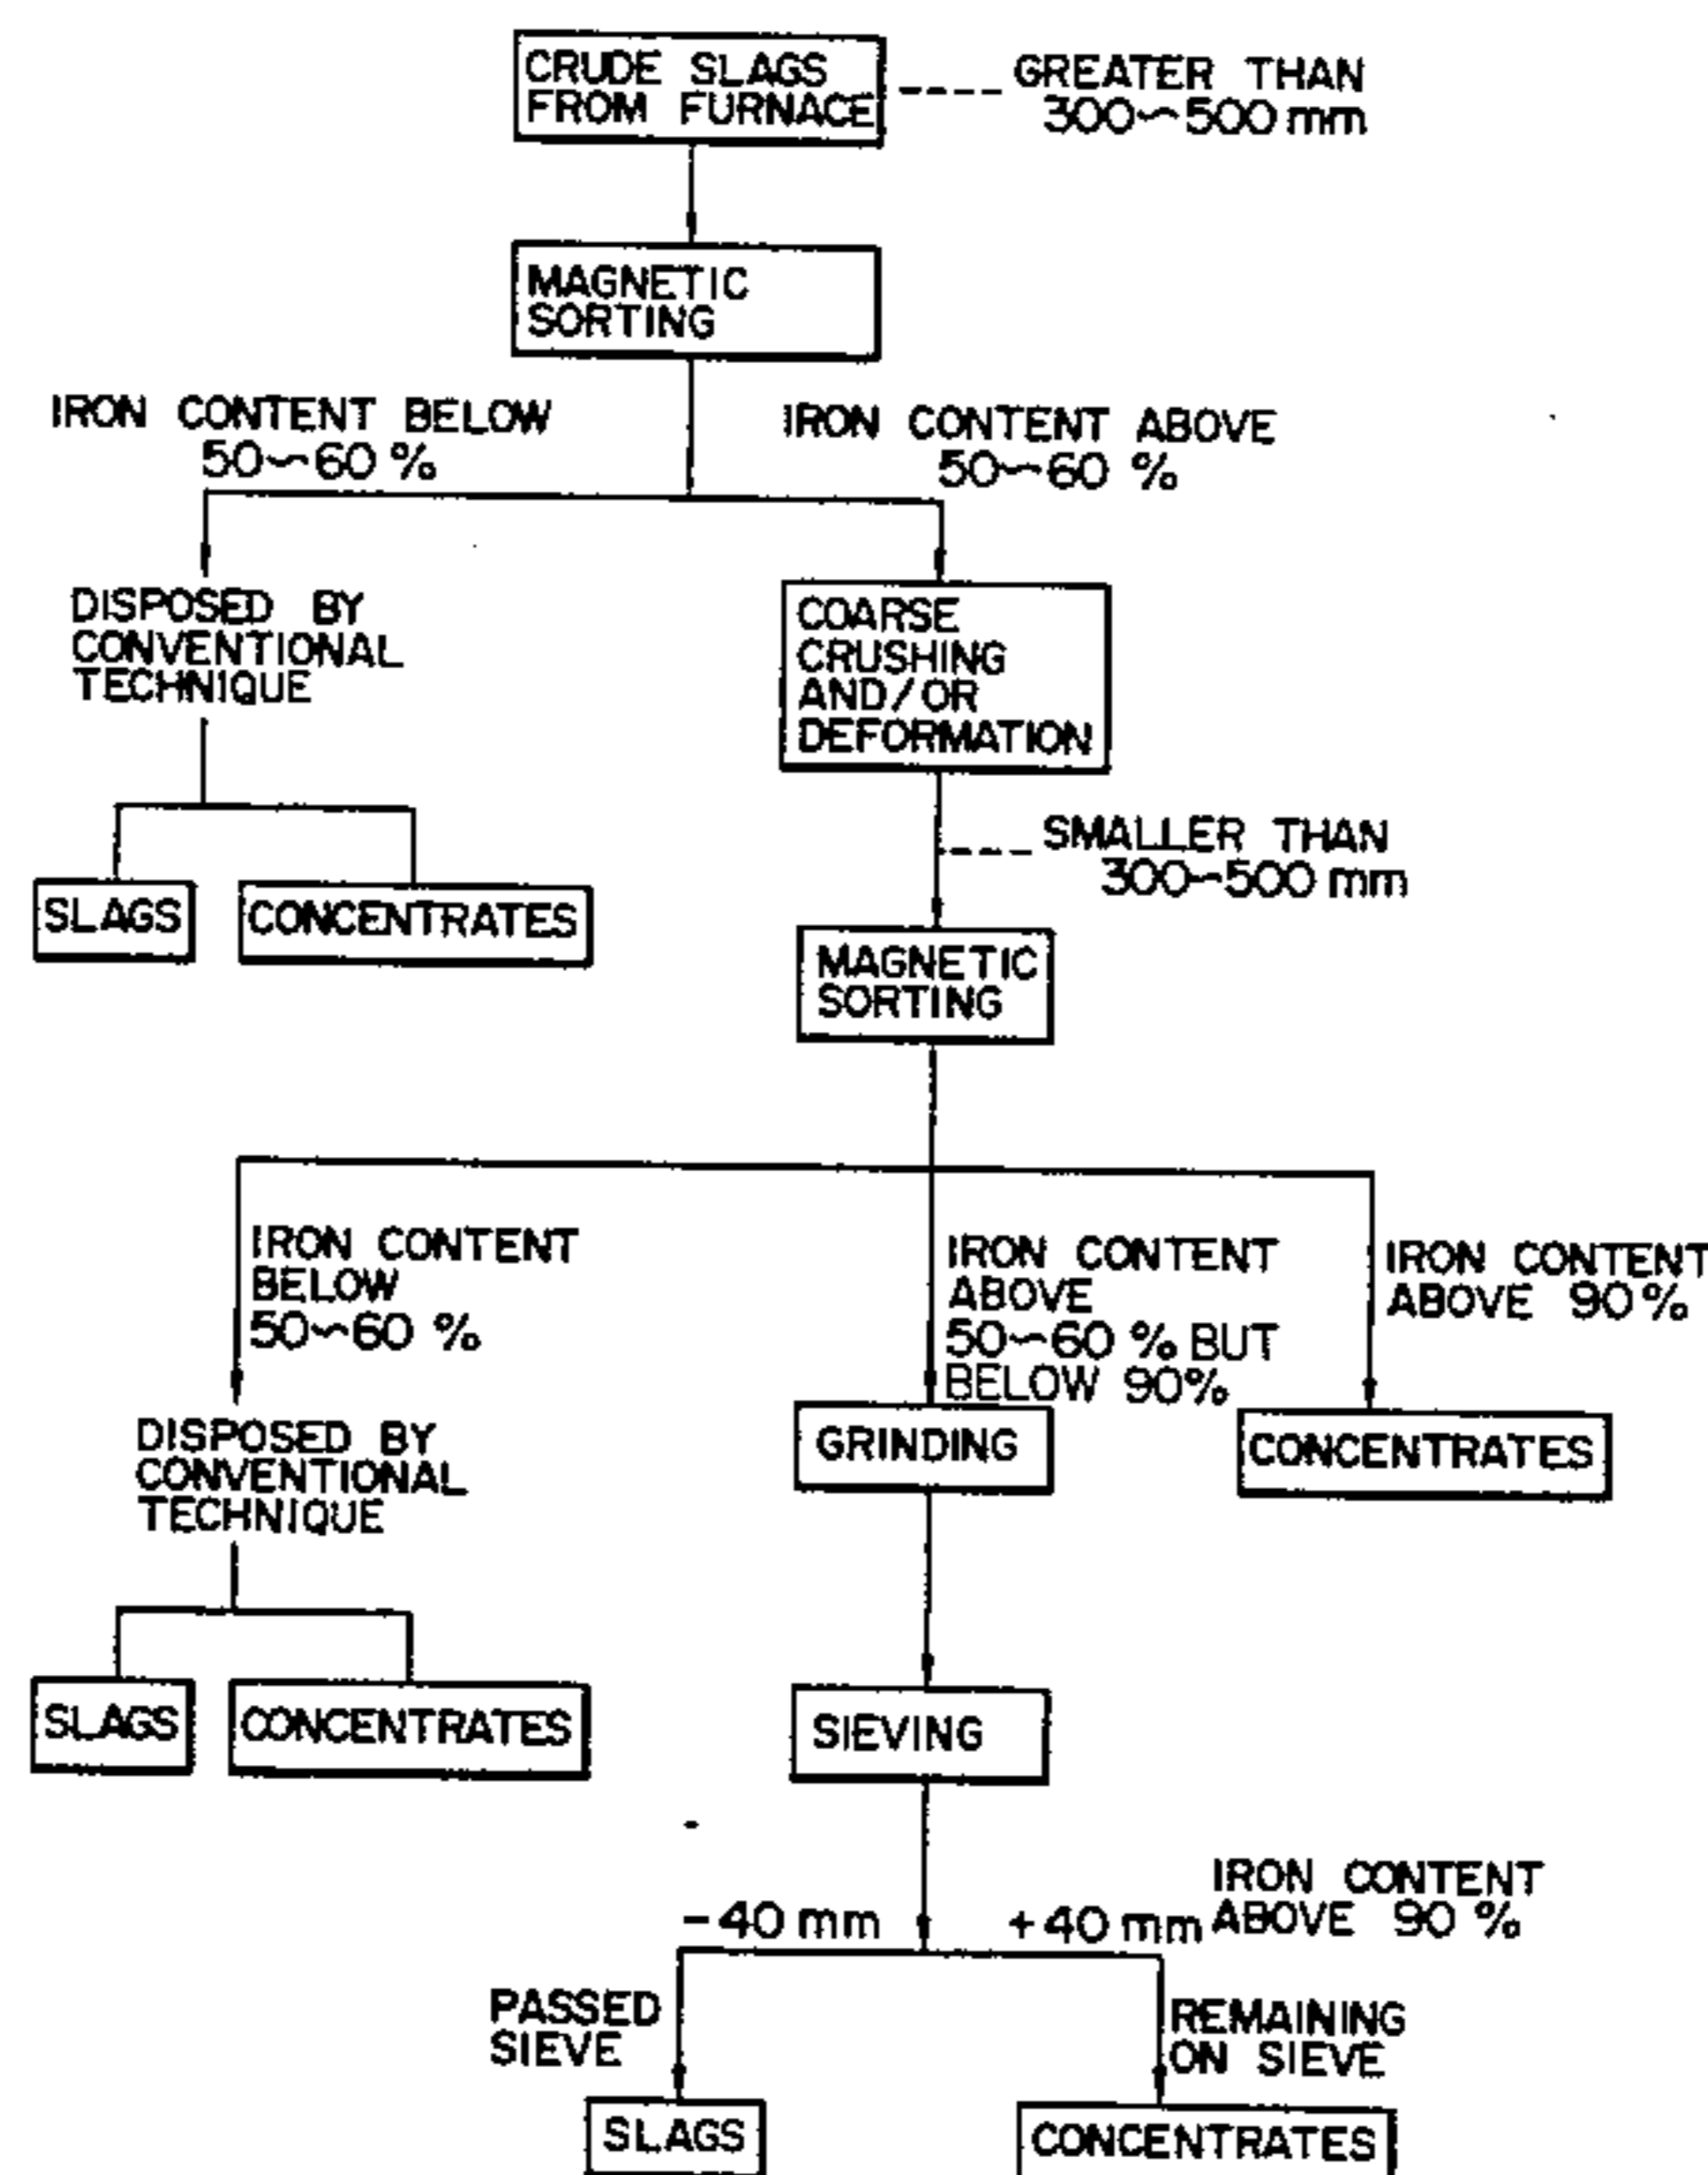 CRUDE SLAGS
FROM FURNACE
GREATER THAN
300~500 mm
MAGNETIC
SORTING
IRON CONTENT BELOW
50~60 %
IRON CONTENT ABOVE
50~60 %
DISPOSED BY
CONVENTIONAL
TECHNIQUE
COARSE
CRUSHING
AND/OR
DEFORMATION
SMALLER THAN
300~500 mm
SLAGS
CONCENTRATES
MAGNETIC
SORTING
IRON CONTENT
BELOW
50~60 %
IRON CONTENT
ABOVE
50~60 % BUT
BELOW 90%
IRON CONTENT
ABOVE 90%
DISPOSED BY
CONVENTIONAL
TECHNIQUE
GRINDING
CONCENTRATES
SLAGS
CONCENTRATES
SIEVING
-40 mm
+40 mm
IRON CONTENT
ABOVE 90 %
PASSED
SIEVE
REMAINING
ON SIEVE
SLAGS
CONCENTRATES